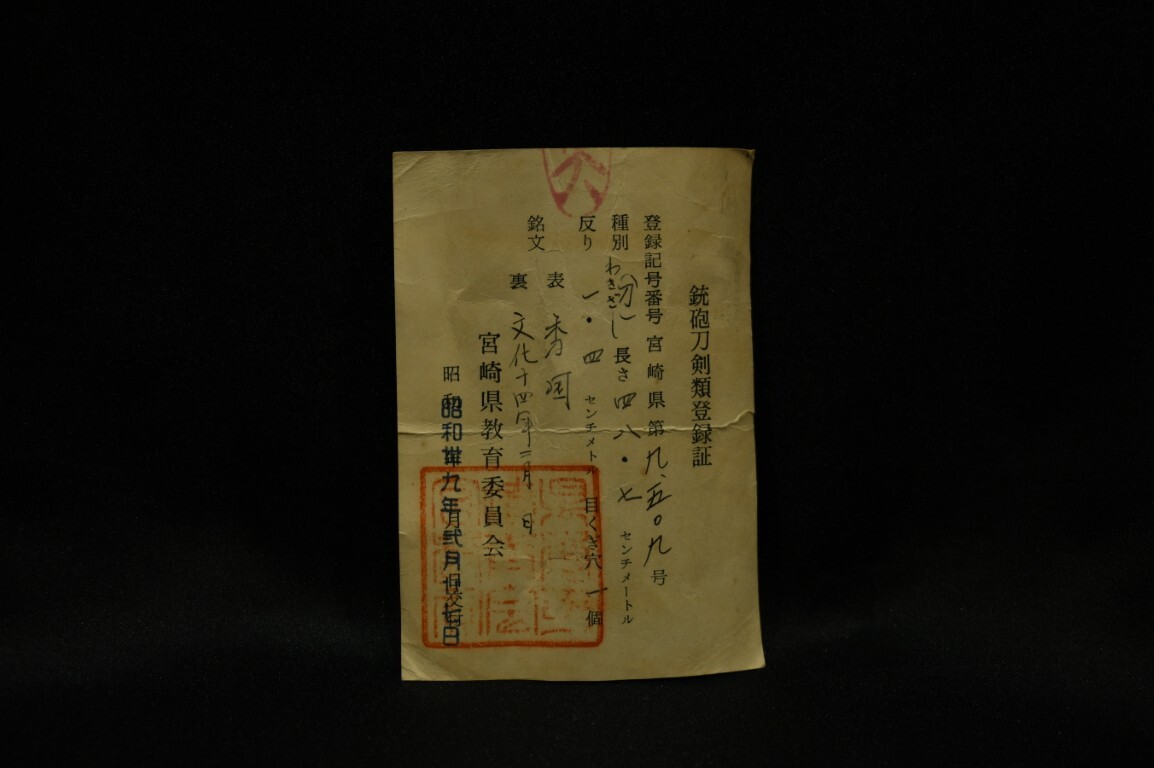 銃砲刀剣類登録証
登録記号番号 宮崎県 第九、五〇九号
種別 わきざし 長さ 四八・七 センチメートル
反り 一・四 センチメートル 目くぎ穴 一個
銘文 表 秀国
裏 文化十四年二月 日
宮崎県教育委員会
昭和卅九年弐月廿七日